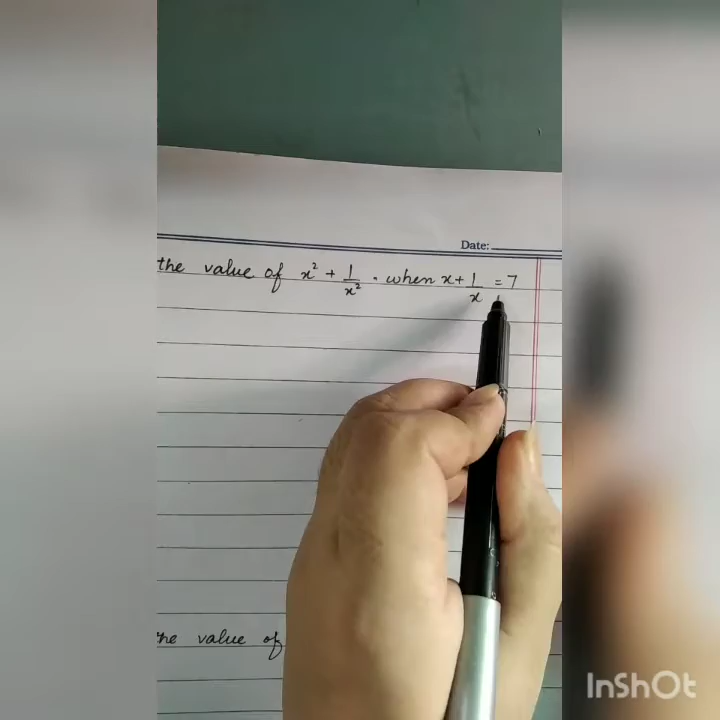 Date:
the value of x² + 1/x² . when x + 1/x = 7
the value of
InShOt